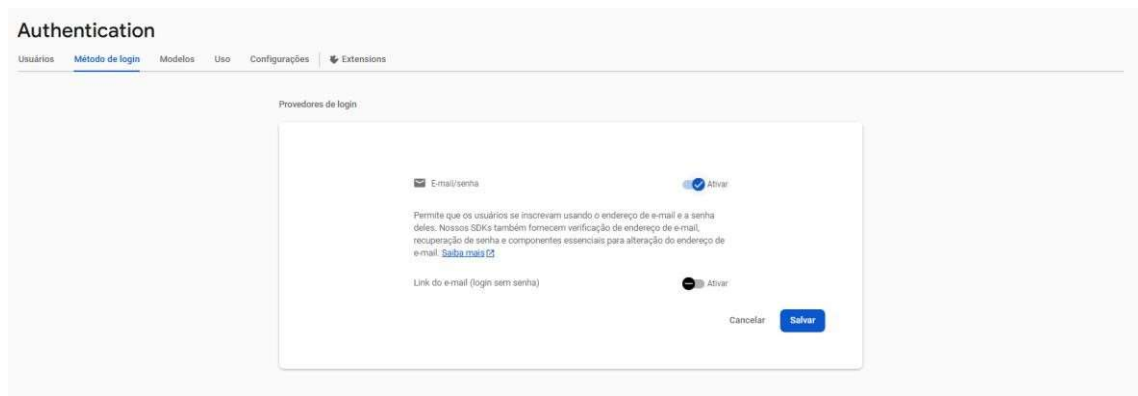 Authentication
Usuários Método de login Modelos Uso Configurações Extensions
Provedores de login
E-mail/senha Ativar
Permite que os usuários se inscrevam usando o endereço de e-mail e a senha
deles. Nossos SDKs também fornecem verificação de endereço de e-mail,
recuperação de senha e componentes essenciais para alteração do endereço de
e-mail. Saiba mais
Link do e-mail (login sem senha) Ativar
Cancelar Salvar